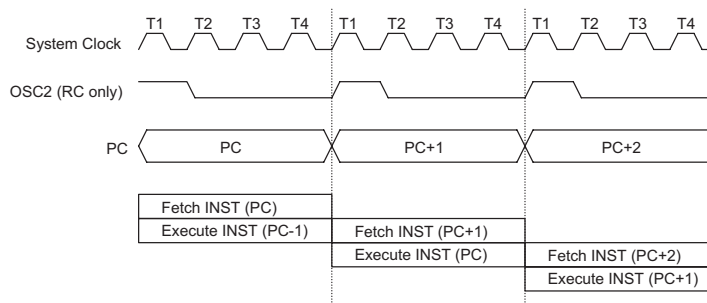 T1 T2 T3 T4 T1 T2 T3 T4 T1 T2 T3 T4
System Clock
OSC2 (RC only)
PC PC PC+1 PC+2
Fetch INST (PC)
Execute INST (PC-1) Fetch INST (PC+1)
Execute INST (PC) Fetch INST (PC+2)
Execute INST (PC+1)